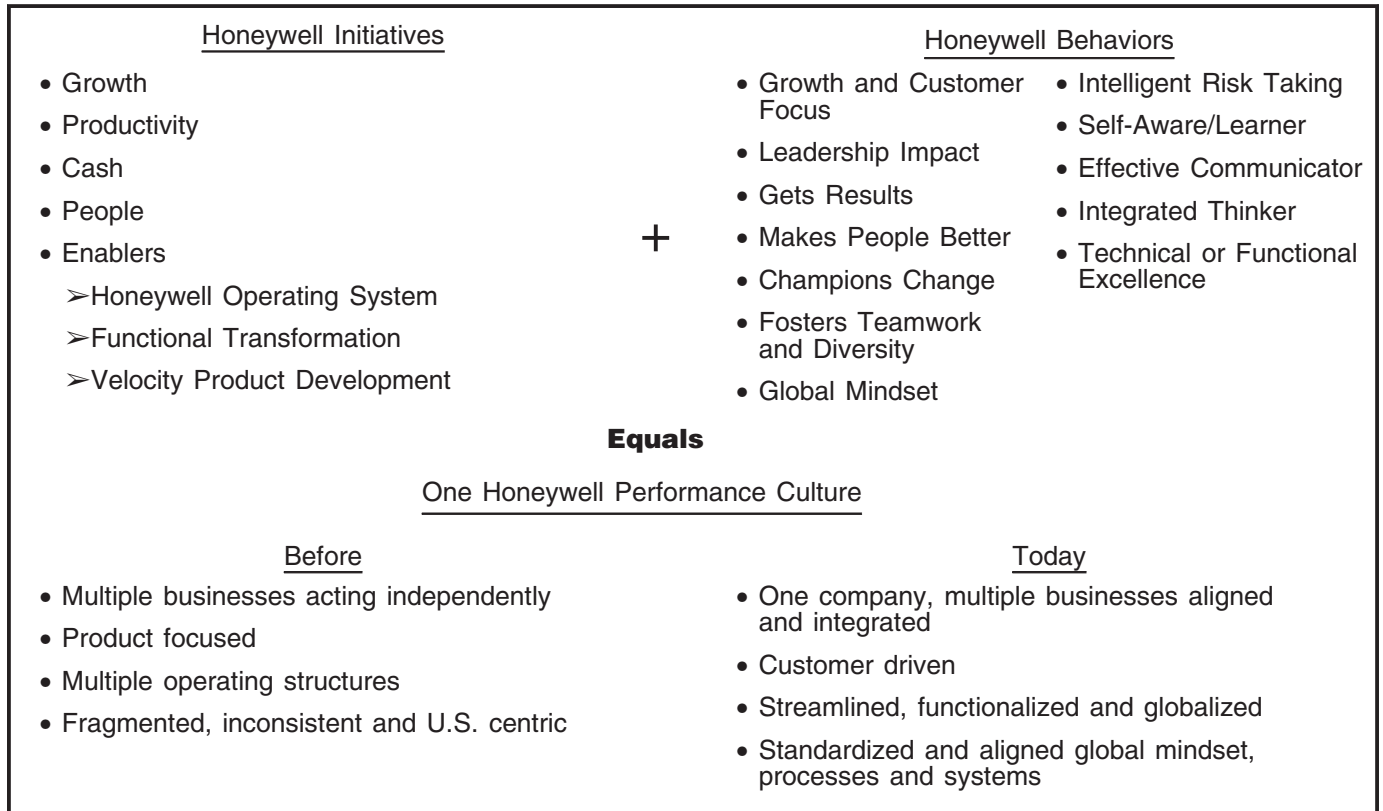 Honeywell Initiatives
• Growth
• Productivity
• Cash
• People
• Enablers
➢Honeywell Operating System
➢Functional Transformation
➢Velocity Product Development
+
Honeywell Behaviors
• Growth and Customer
Focus
• Leadership Impact
• Gets Results
• Makes People Better
• Champions Change
• Fosters Teamwork
and Diversity
• Global Mindset
• Intelligent Risk Taking
• Self-Aware/Learner
• Effective Communicator
• Integrated Thinker
• Technical or Functional
Excellence
Equals
One Honeywell Performance Culture
Before
• Multiple businesses acting independently
• Product focused
• Multiple operating structures
• Fragmented, inconsistent and U.S. centric
Today
• One company, multiple businesses aligned
and integrated
• Customer driven
• Streamlined, functionalized and globalized
• Standardized and aligned global mindset,
processes and systems